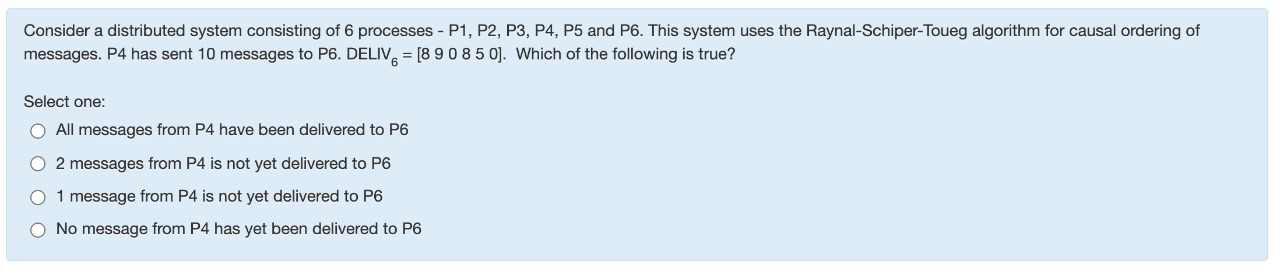 Consider a distributed system consisting of 6 processes - P1, P2, P3, P4, P5 and P6. This system uses the Raynal-Schiper-Toueg algorithm for causal ordering of
messages. P4 has sent 10 messages to P6. DELIV6 = [8 9 0 8 5 0]. Which of the following is true?
Select one:
All messages from P4 have been delivered to P6
2 messages from P4 is not yet delivered to P6
1 message from P4 is not yet delivered to P6
No message from P4 has yet been delivered to P6